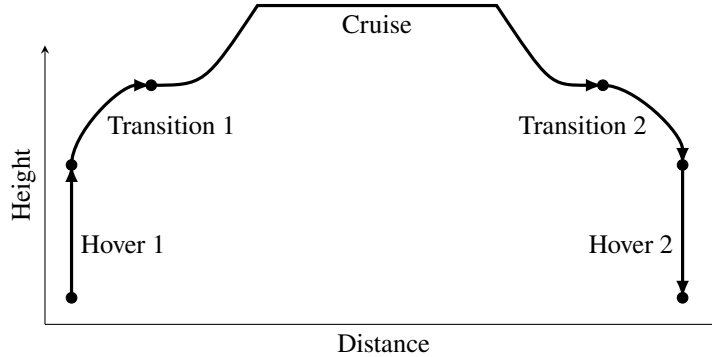 Cruise
Transition 1
Transition 2
Height
Hover 1
Hover 2
Distance